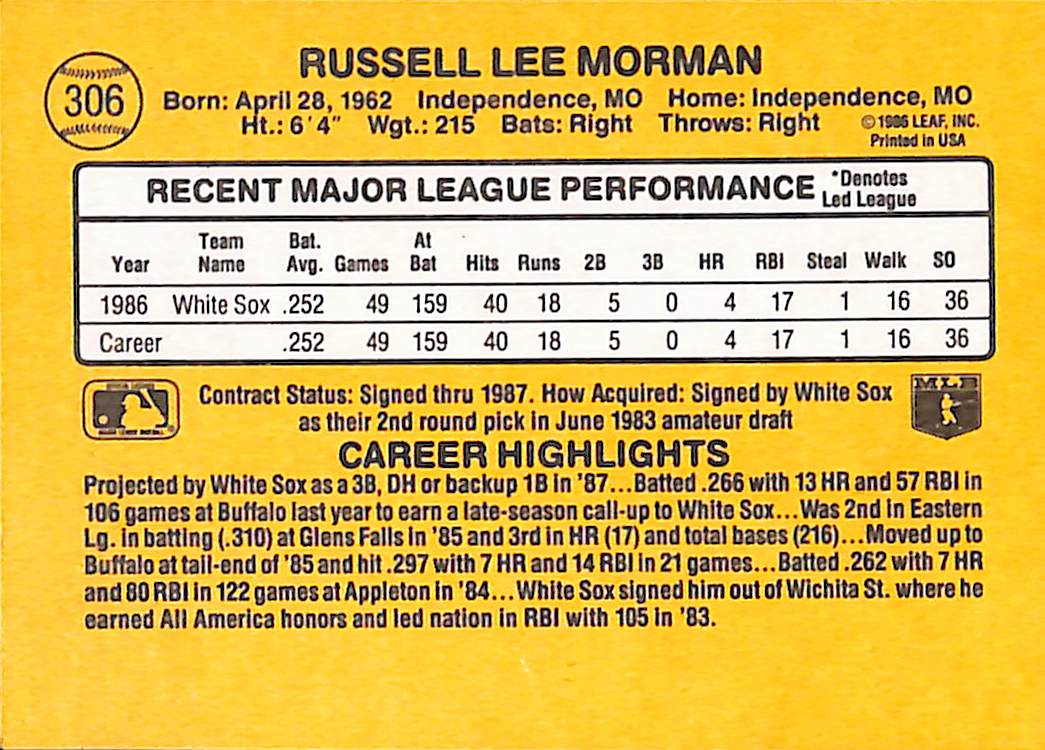 306
RUSSELL LEE MORMAN
Born: April 28, 1962 Independence, MO Home: Independence, MO
Ht.: 6'4" Wgt.: 215 Bats: Right Throws: Right ©1986 LEAF, INC.
Printed in USA
RECENT MAJOR LEAGUE PERFORMANCE *Denotes
Led League
Team Bat. At
Year Name Avg. Games Bat Hits Runs 2B 3B HR RBI Steal Walk SO
1986 White Sox .252 49 159 40 18 5 0 4 17 1 16 36
Career .252 49 159 40 18 5 0 4 17 1 16 36
Contract Status: Signed thru 1987. How Acquired: Signed by White Sox
as their 2nd round pick in June 1983 amateur draft
MLB
CAREER HIGHLIGHTS
Projected by White Sox as a 3B, DH or backup 1B in '87...Batted .266 with 13 HR and 57 RBI in
106 games at Buffalo last year to earn a late-season call-up to White Sox...Was 2nd in Eastern
Lg. in batting (.310) at Glens Falls in '85 and 3rd in HR (17) and total bases (216)...Moved up to
Buffalo at tail-end of '85 and hit .297 with 7 HR and 14 RBI in 21 games...Batted .262 with 7 HR
and 80 RBI in 122 games at Appleton in '84...White Sox signed him out of Wichita St. where he
earned All America honors and led nation in RBI with 105 in '83.